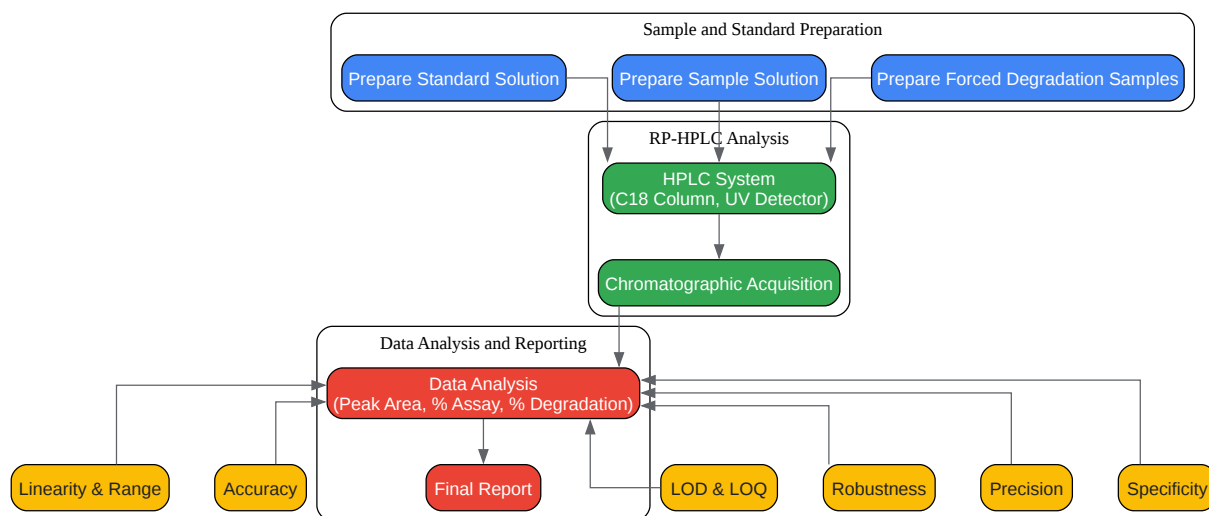 Sample and Standard Preparation
Prepare Standard Solution
Prepare Sample Solution
Prepare Forced Degradation Samples
RP-HPLC Analysis
HPLC System
(C18 Column, UV Detector)
Chromatographic Acquisition
Data Analysis and Reporting
Data Analysis
(Peak Area, % Assay, % Degradation)
Linearity & Range
Accuracy
Final Report
LOD & LOQ
Robustness
Precision
Specificity